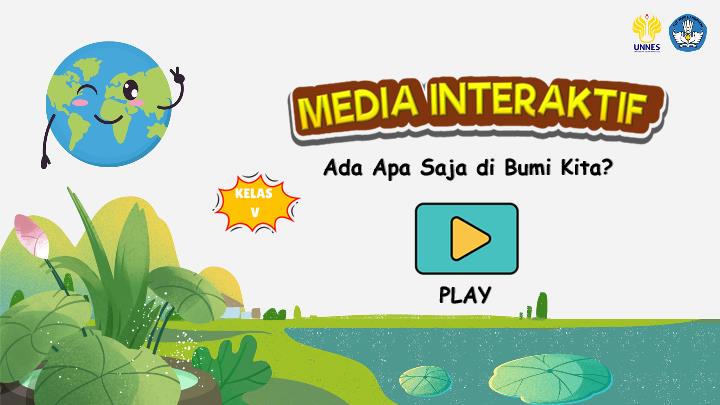 UNNES
MEDIA INTERAKTIF
Ada Apa Saja di Bumi Kita?
KELAS
V
PLAY